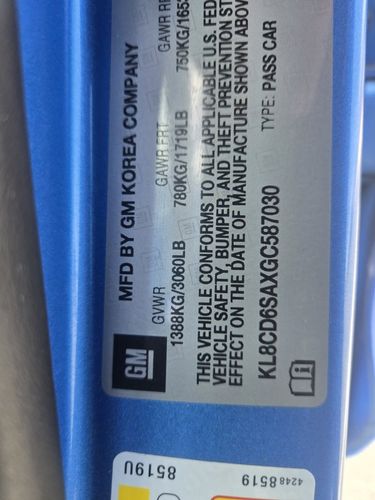 MFD BY GM KOREA COMPANY
GVWR GAWR FRT GAWR RR
1388KG/3060LB 780KG/1719LB 750KG/165
THIS VEHICLE CONFORMS TO ALL APPLICABLE U.S. FED
VEHICLE SAFETY, BUMPER, AND THEFT PREVENTION ST
EFFECT ON THE DATE OF MANUFACTURE SHOWN ABOV
KL8CD6SAXGC587030 TYPE: PASS CAR
GM
8519U
4248 8519